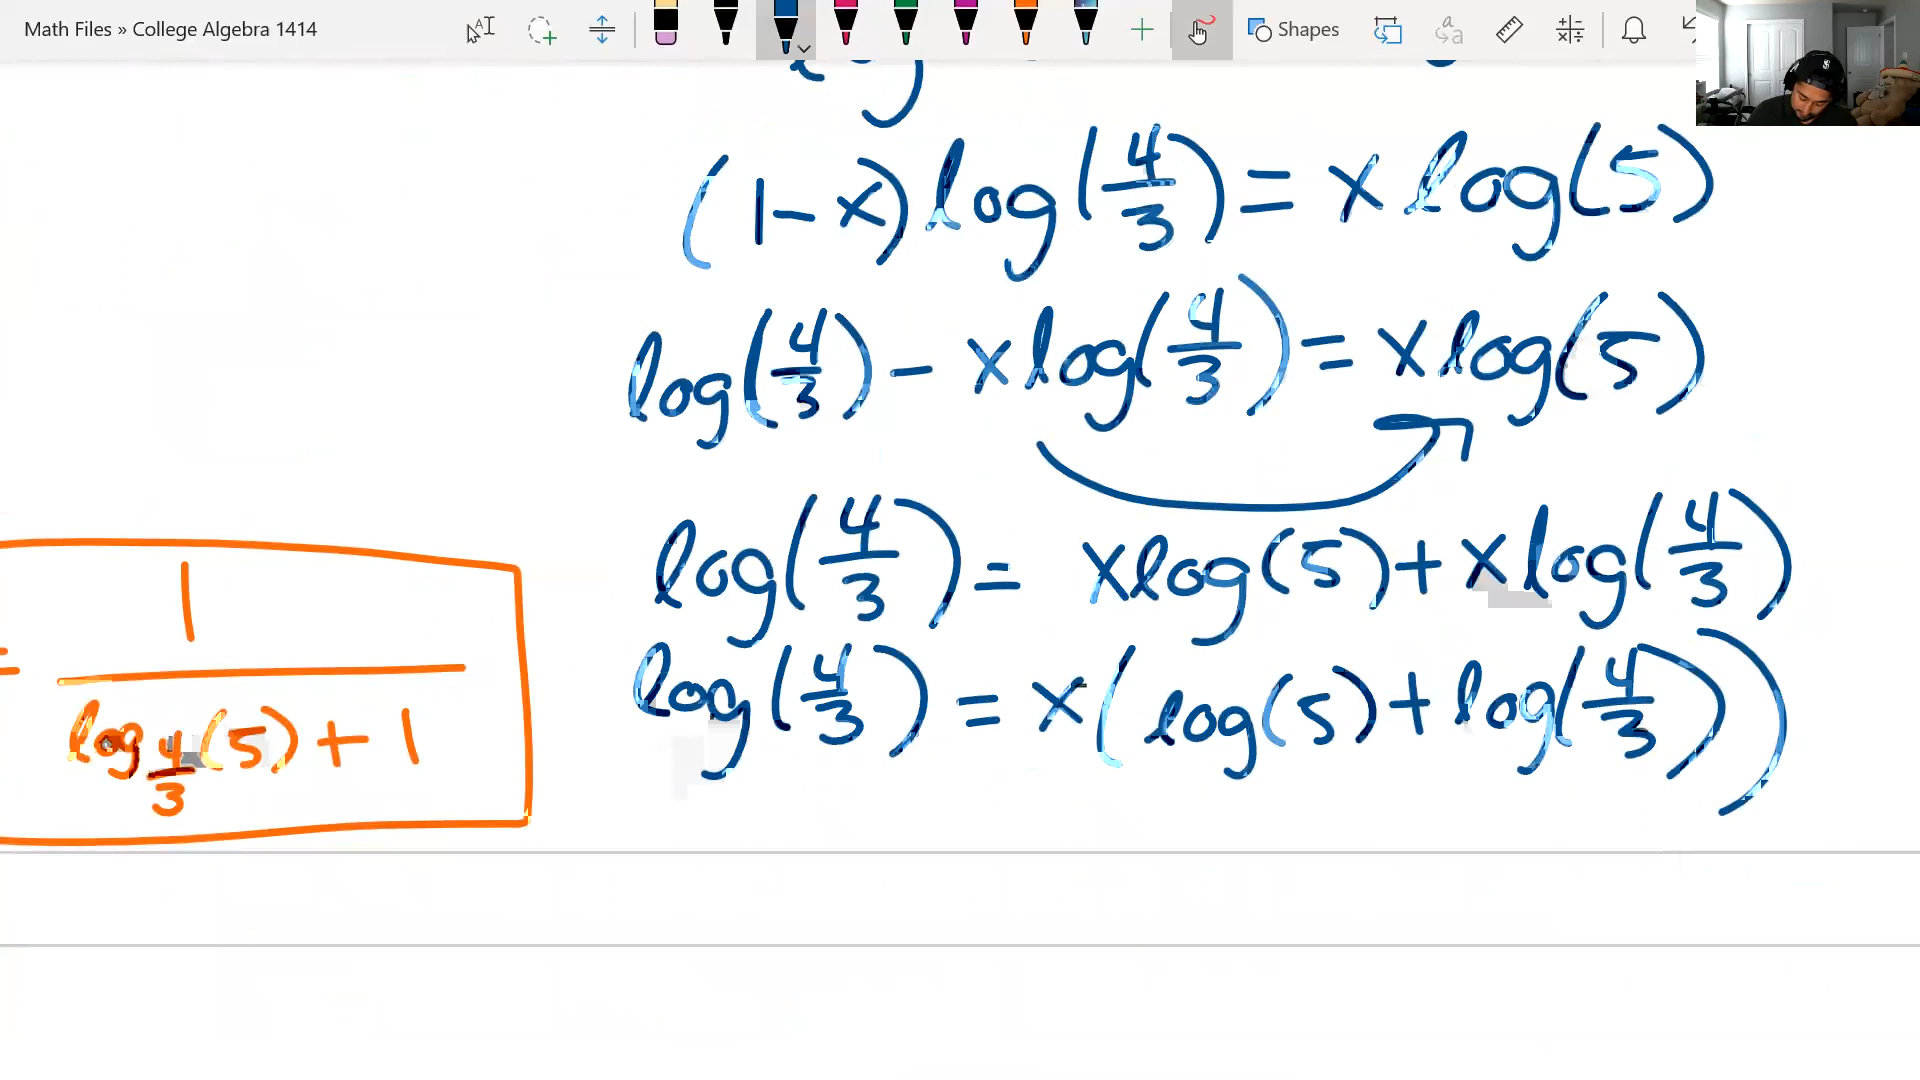 Math Files » College Algebra 1414
Shapes
(1-x)log(4/3) = xlog(5)
log(4/3) - xlog(4/3) = xlog(5)
log(4/3) = xlog(5) + xlog(4/3)
log(4/3) = x(log(5) + log(4/3))
= 1/(log_{4/3}(5) + 1)